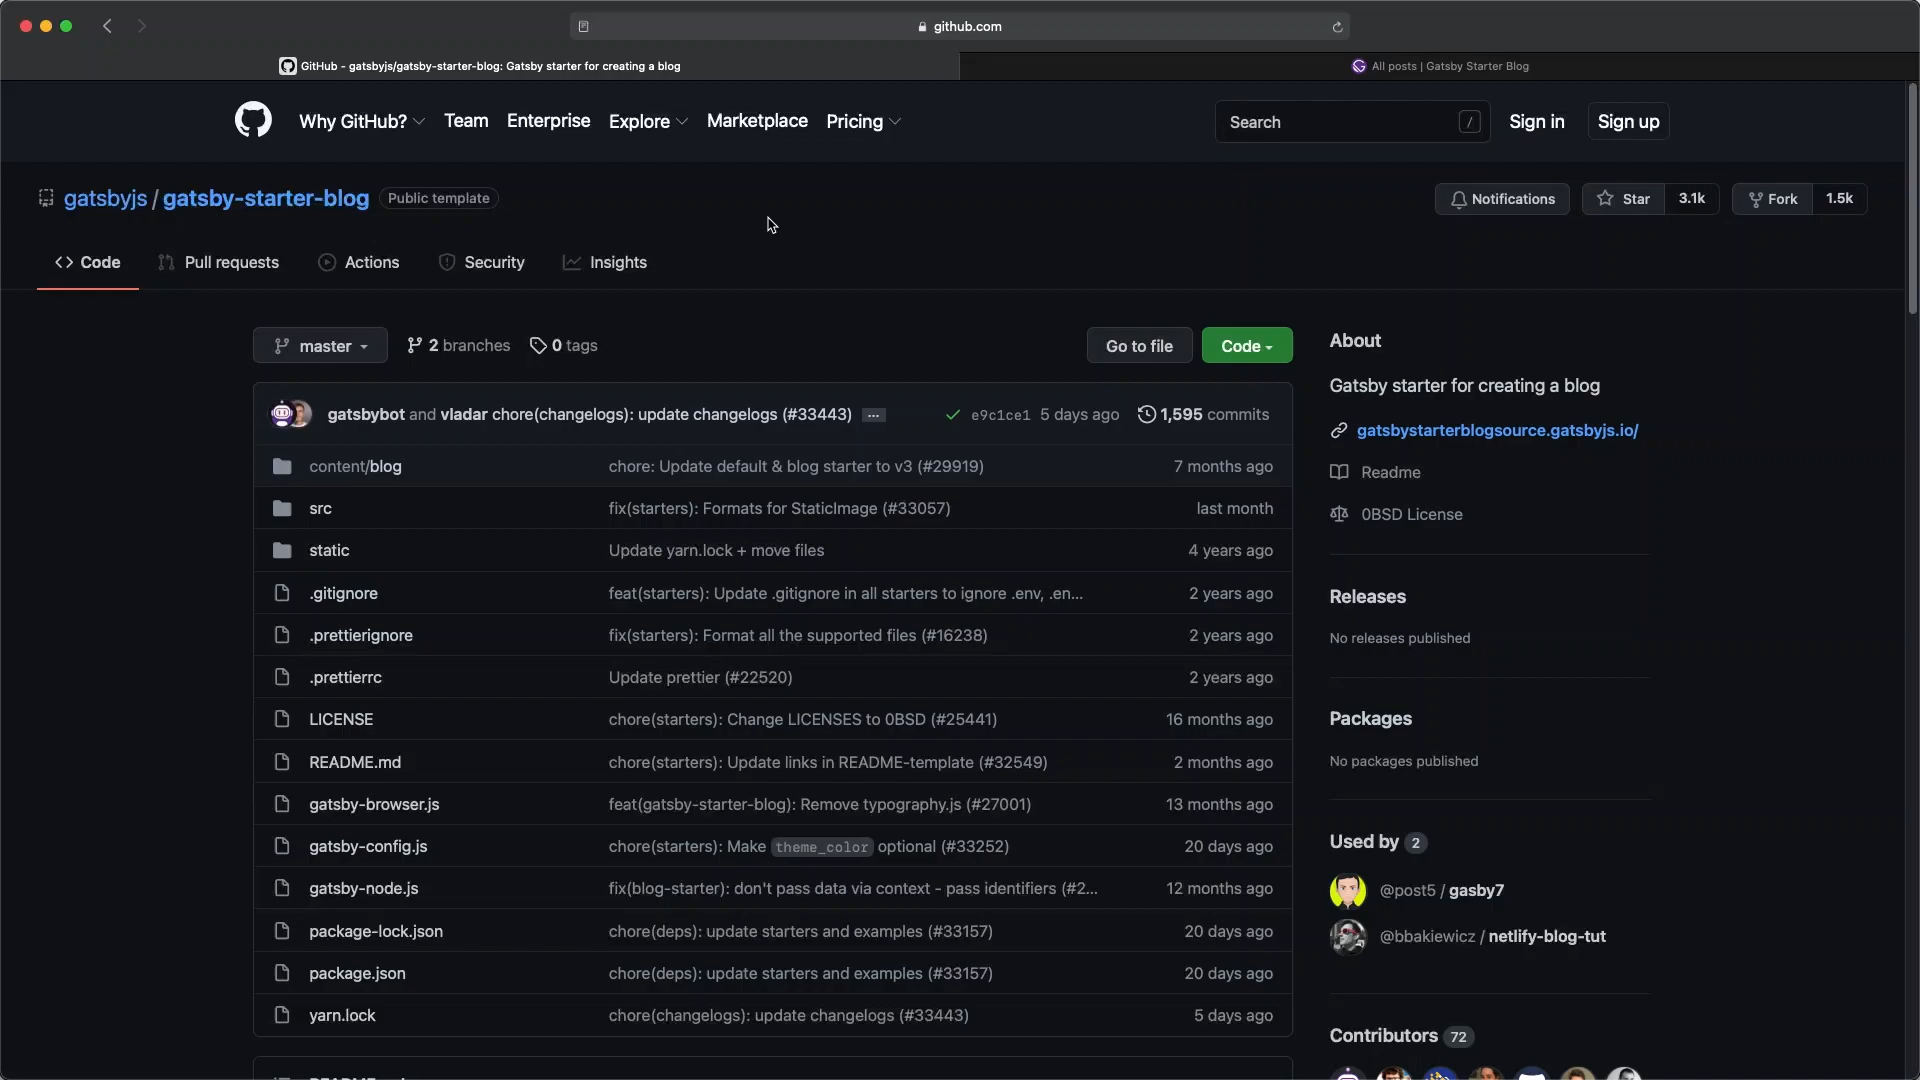 github.com
GitHub - gatsbyjs/gatsby-starter-blog: Gatsby starter for creating a blog
All posts | Gatsby Starter Blog
Why GitHub? Team Enterprise Explore Marketplace Pricing
Search /
Sign in
Sign up
gatsbyjs / gatsby-starter-blog Public template
Notifications Star 3.1k Fork 1.5k
Code Pull requests Actions Security Insights
master 2 branches 0 tags
Go to file Code
gatsbybot and vladar chore(changelogs): update changelogs (#33443) ... e9c1ce1 5 days ago 1,595 commits
content/blog chore: Update default & blog starter to v3 (#29919) 7 months ago
src fix(starters): Formats for StaticImage (#33057) last month
static Update yarn.lock + move files 4 years ago
.gitignore feat(starters): Update .gitignore in all starters to ignore .env, .en... 2 years ago
.prettierignore fix(starters): Format all the supported files (#16238) 2 years ago
.prettierrc Update prettier (#22520) 2 years ago
LICENSE chore(starters): Change LICENSES to 0BSD (#25441) 16 months ago
README.md chore(starters): Update links in README-template (#32549) 2 months ago
gatsby-browser.js feat(gatsby-starter-blog): Remove typography.js (#27001) 13 months ago
gatsby-config.js chore(starters): Make theme_color optional (#33252) 20 days ago
gatsby-node.js fix(blog-starter): don't pass data via context - pass identifiers (#2... 12 months ago
package-lock.json chore(deps): update starters and examples (#33157) 20 days ago
package.json chore(deps): update starters and examples (#33157) 20 days ago
yarn.lock chore(changelogs): update changelogs (#33443) 5 days ago
About
Gatsby starter for creating a blog
gatsbystarterblogsource.gatsbyjs.io/
Readme
0BSD License
Releases
No releases published
Packages
No packages published
Used by 2
@post5 / gasby7
@bbakiewicz / netlify-blog-tut
Contributors 72